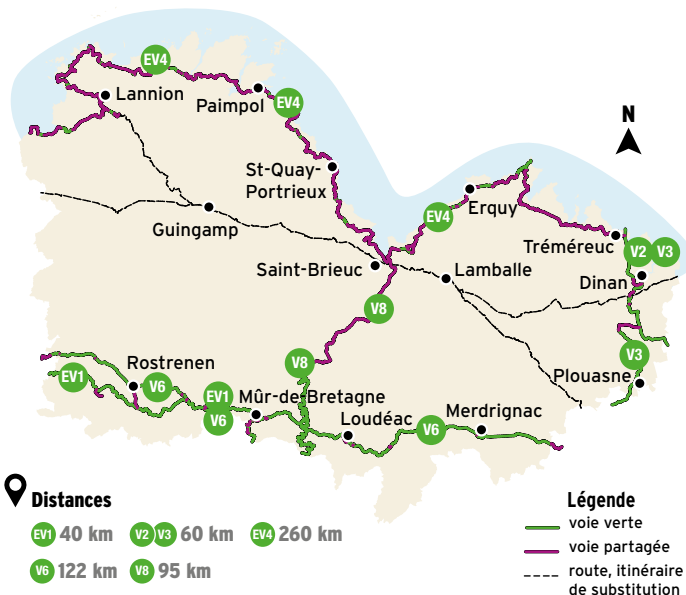 EV4
Lannion
Paimpol
EV4
N
St-Quay-
Portrieux
Erquy
EV4
Guingamp
Trémereuc
V2 V3
Saint-Brieuc
Lamballe
Dinan
V8
V3
Rostrenen
V8
Plouasne
EV1
V6
EV1
Mûr-de-Bretagne
V6
Loudéac
V6
Merdrignac
Distances
EV1 40 km V2 V3 60 km EV4 260 km
V6 122 km V8 95 km
Légende
voie verte
voie partagée
route, itinéraire
de substitution